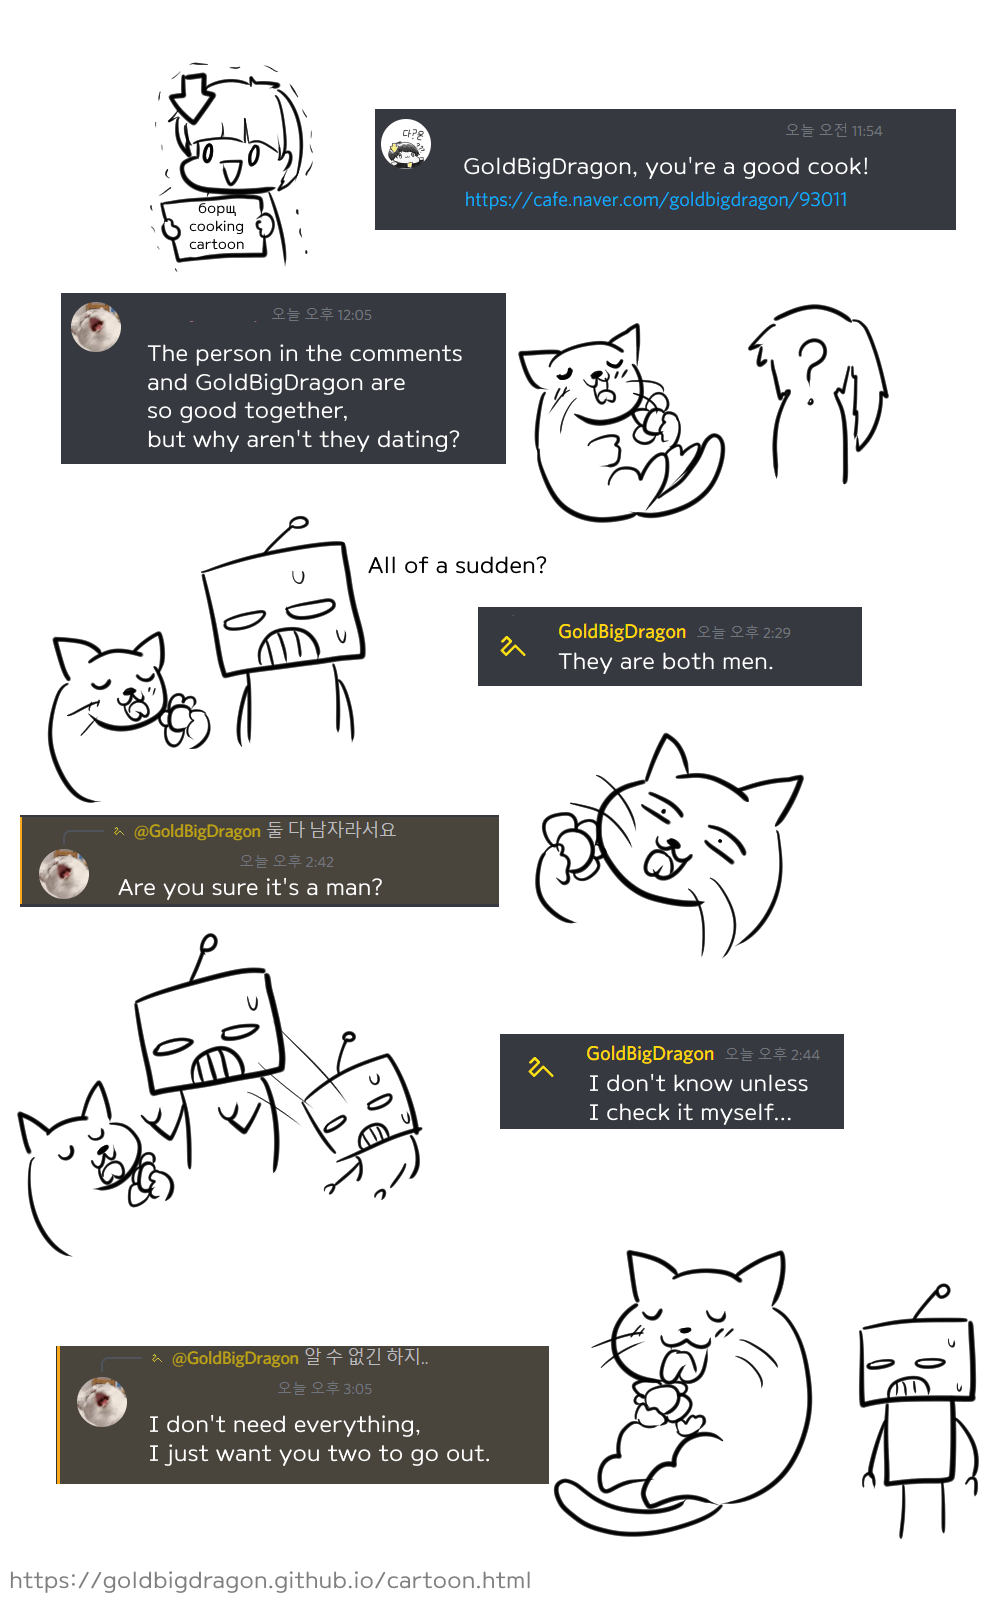 다?은
борщ
cooking
cartoon
오늘 오전 11:54
GoldBigDragon, you're a good cook!
https://cafe.naver.com/goldbigdragon/93011
오늘 오후 12:05
The person in the comments
and GoldBigDragon are
so good together,
but why aren't they dating?
?
All of a sudden?
GoldBigDragon 오늘 오후 2:29
They are both men.
@GoldBigDragon 둘 다 남자라서요
오늘 오후 2:42
Are you sure it's a man?
GoldBigDragon 오늘 오후 2:44
I don't know unless
I check it myself...
@GoldBigDragon 알 수 없긴 하지..
오늘 오후 3:05
I don't need everything,
I just want you two to go out.
https://goldbigdragon.github.io/cartoon.html